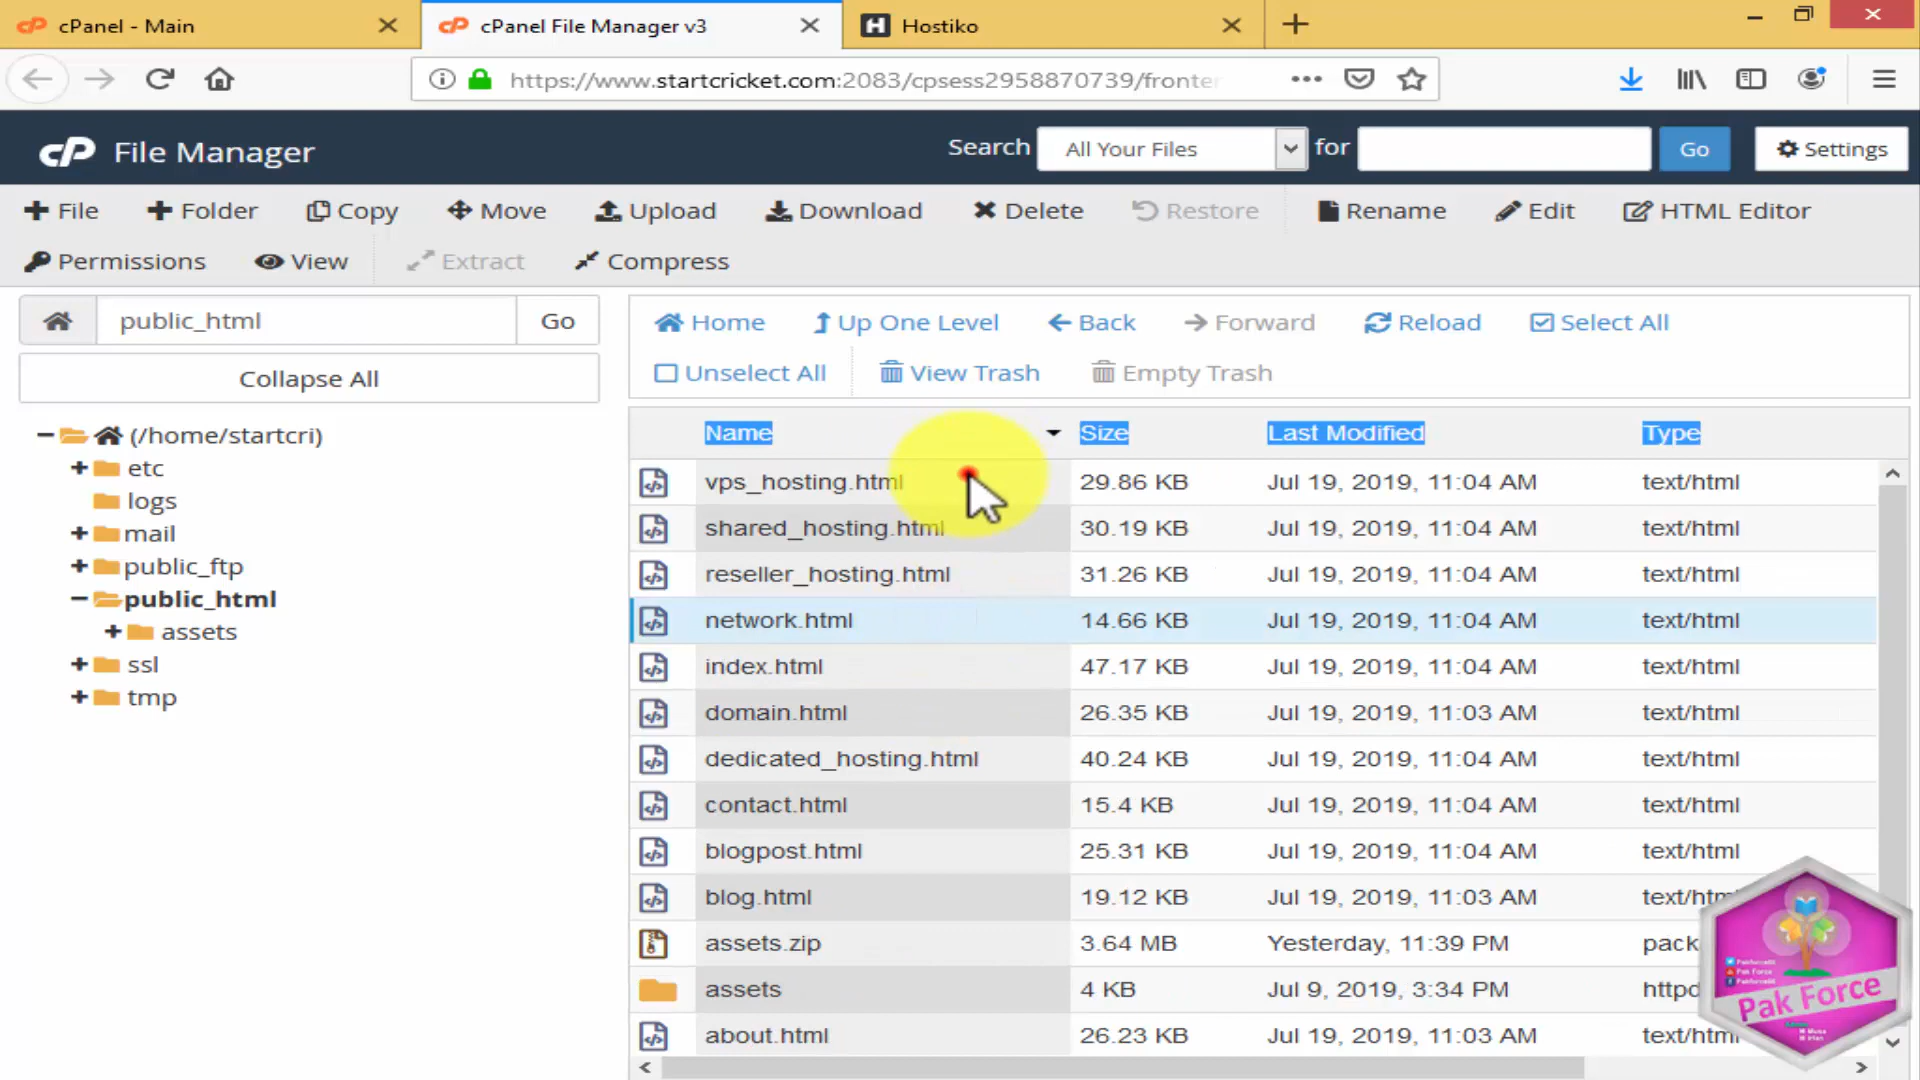 cPanel - Main
cPanel File Manager v3
Hostiko
https://www.startcricket.com:2083/cpsess2958870739/fronte
cP File Manager
Search All Your Files for Go Settings
File Folder Copy Move Upload Download Delete Restore Rename Edit HTML Editor
Permissions View Extract Compress
public_html Go
Collapse All
(/home/startcri)
etc
logs
mail
public_ftp
public_html
assets
ssl
tmp
Home Up One Level Back Forward Reload Select All
Unselect All View Trash Empty Trash
Name Size Last Modified Type
vps_hosting.html 29.86 KB Jul 19, 2019, 11:04 AM text/html
shared_hosting.html 30.19 KB Jul 19, 2019, 11:04 AM text/html
reseller_hosting.html 31.26 KB Jul 19, 2019, 11:04 AM text/html
network.html 14.66 KB Jul 19, 2019, 11:04 AM text/html
index.html 47.17 KB Jul 19, 2019, 11:04 AM text/html
domain.html 26.35 KB Jul 19, 2019, 11:03 AM text/html
dedicated_hosting.html 40.24 KB Jul 19, 2019, 11:04 AM text/html
contact.html 15.4 KB Jul 19, 2019, 11:04 AM text/html
blogpost.html 25.31 KB Jul 19, 2019, 11:04 AM text/html
blog.html 19.12 KB Jul 19, 2019, 11:04 AM text/htm
assets.zip 3.64 MB Yesterday, 11:39 PM pack
assets 4 KB Jul 9, 2019, 3:34 PM httpd
about.html 26.23 KB Jul 19, 2019, 11:03 AM text/htm
Pak Force
Pak Force